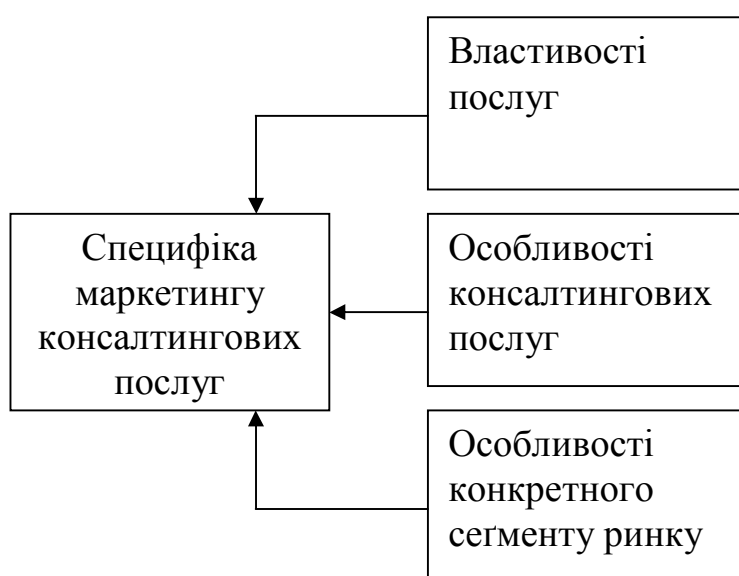 Властивості
послуг
Специфіка
маркетингу
консалтингових
послуг
Особливості
консалтингових
послуг
Особливості
конкретного
сеґменту ринку